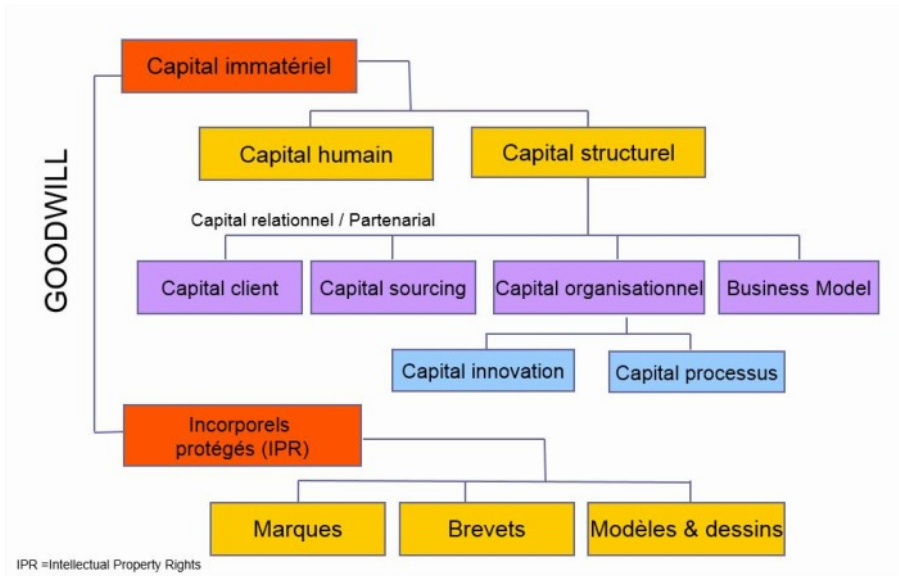 Capital immatériel
GOODWILL
Capital humain
Capital structurel
Capital relationnel / Partenarial
Capital client
Capital sourcing
Capital organisationnel
Business Model
Capital innovation
Capital processus
Incorporels
protégés (IPR)
Marques
Brevets
Modèles & dessins
IPR =Intellectual Property Rights